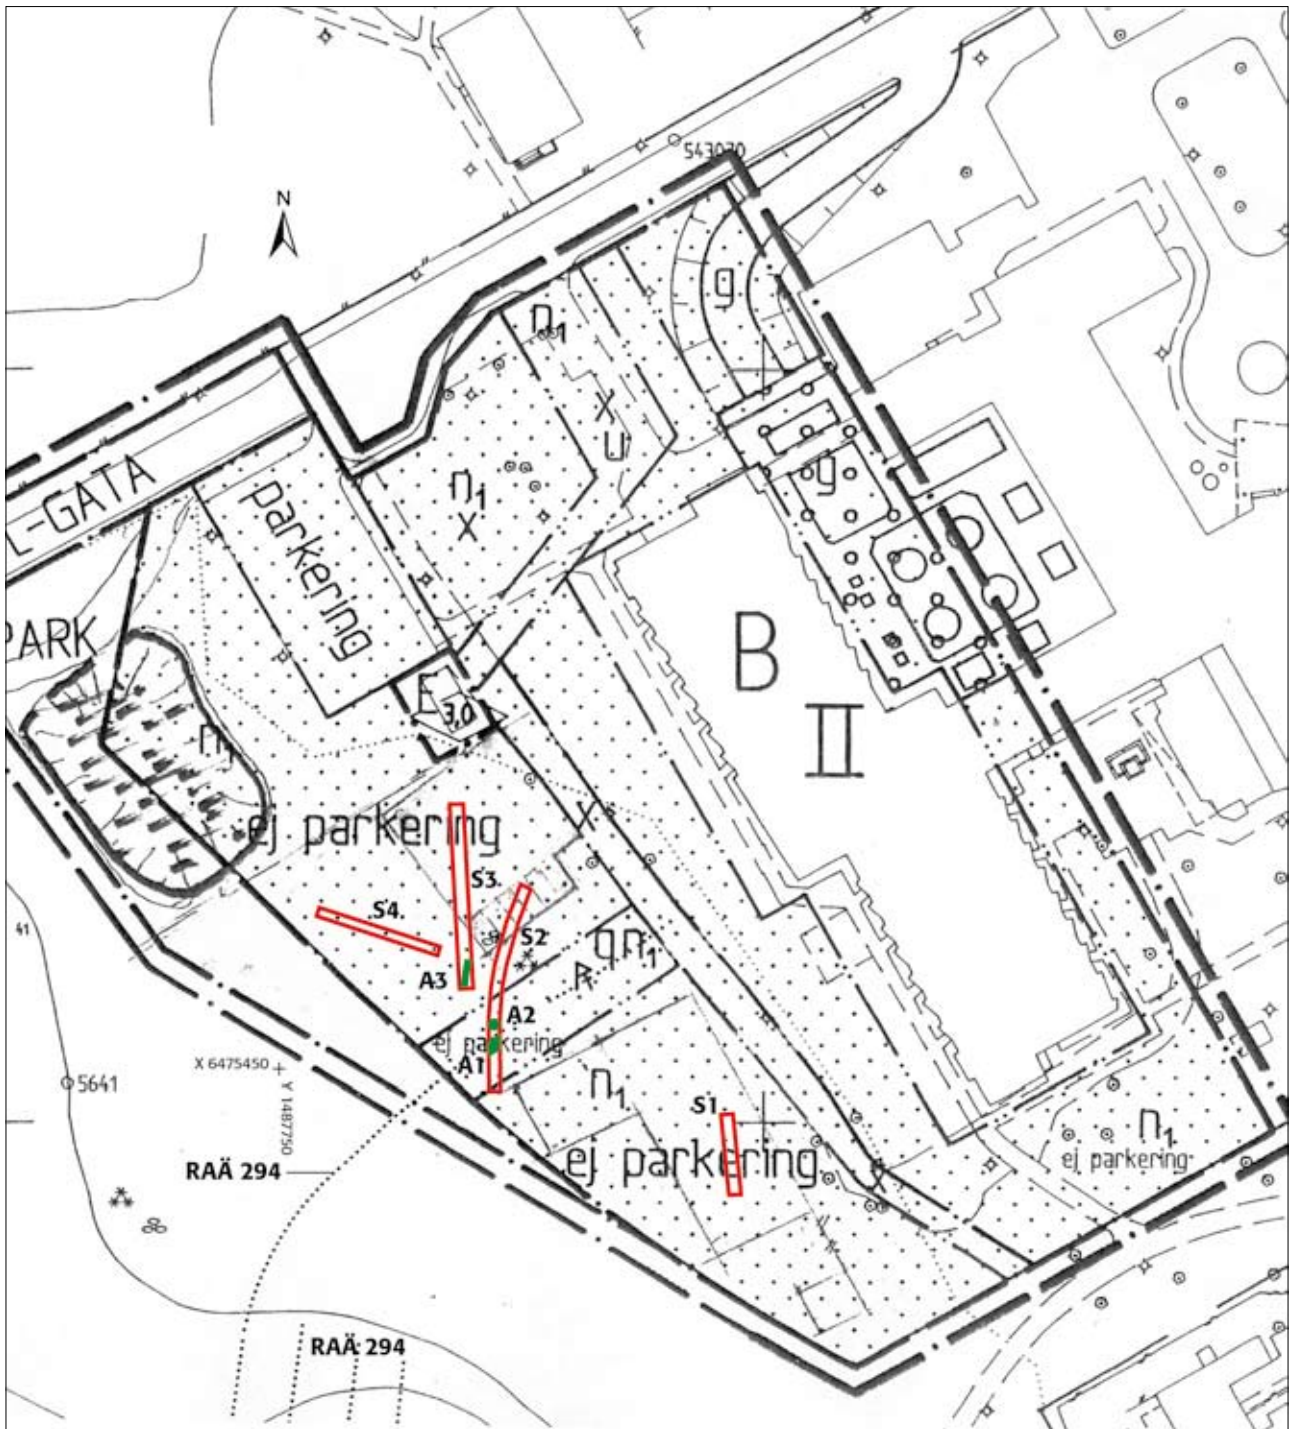 543020
N
g
n1
X
u
L-GATA
parkering
n1
X
g
PARK
B
II
E
3,0
n1
ej parkering
X
S3
S4
S2
qn1
A3
A2
ej parkering
A1
X 6475450
Y 1487750
5641
41
n1
S1
n1
ej parkering
ej parkering
X
RAÄ 294
RAÄ 294